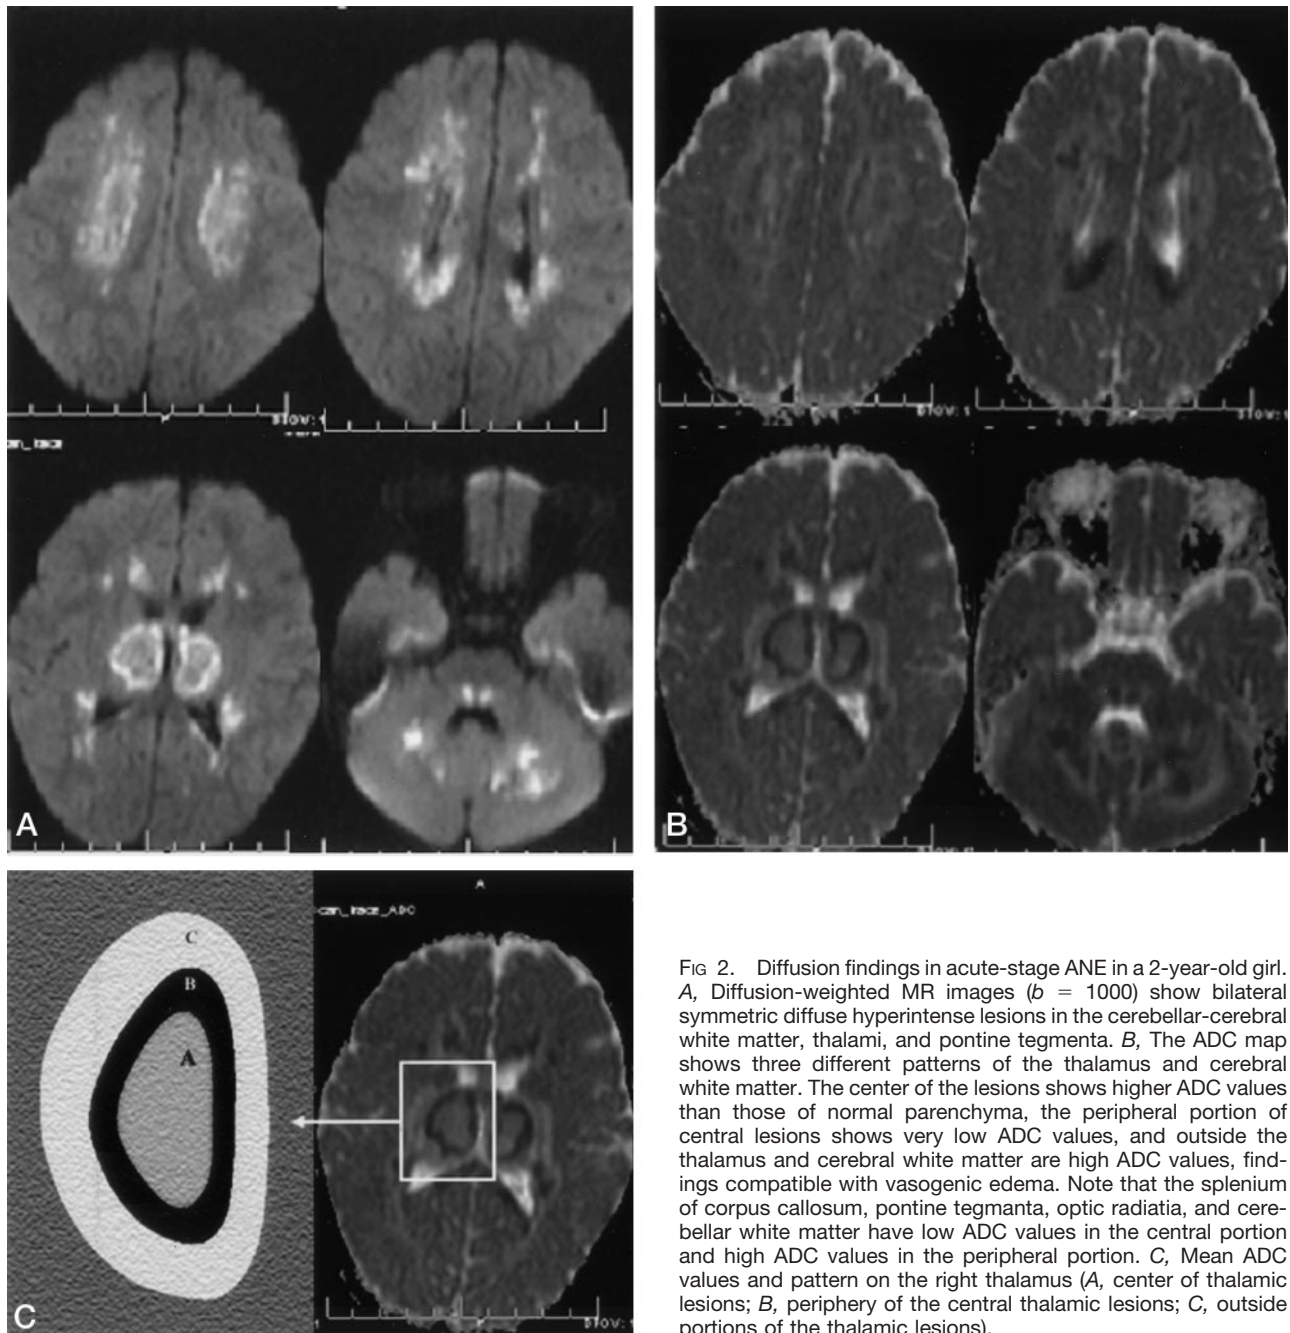 DIOV: 1
A
B
A
can_trace_ADC
C
B
A
C
FIG 2. Diffusion findings in acute-stage ANE in a 2-year-old girl.
A, Diffusion-weighted MR images (b = 1000) show bilateral
symmetric diffuse hyperintense lesions in the cerebellar-cerebral
white matter, thalami, and pontine tegmenta. B, The ADC map
shows three different patterns of the thalamus and cerebral
white matter. The center of the lesions shows higher ADC values
than those of normal parenchyma, the peripheral portion of
central lesions shows very low ADC values, and outside the
thalamus and cerebral white matter are high ADC values, find-
ings compatible with vasogenic edema. Note that the splenium
of corpus callosum, pontine tegmanta, optic radiatia, and cere-
bellar white matter have low ADC values in the central portion
and high ADC values in the peripheral portion. C, Mean ADC
values and pattern on the right thalamus (A, center of thalamic
lesions; B, periphery of the central thalamic lesions; C, outside
portions of the thalamic lesions).